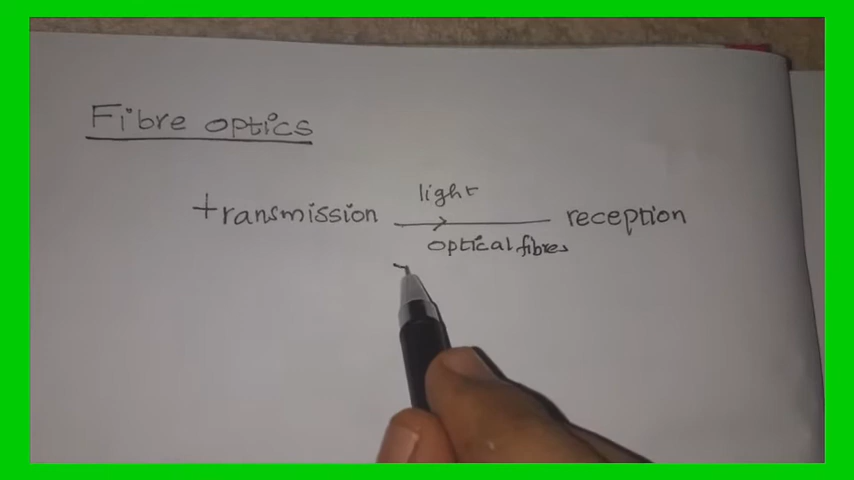 Fibre optics
light
transmission reception
optical fibres